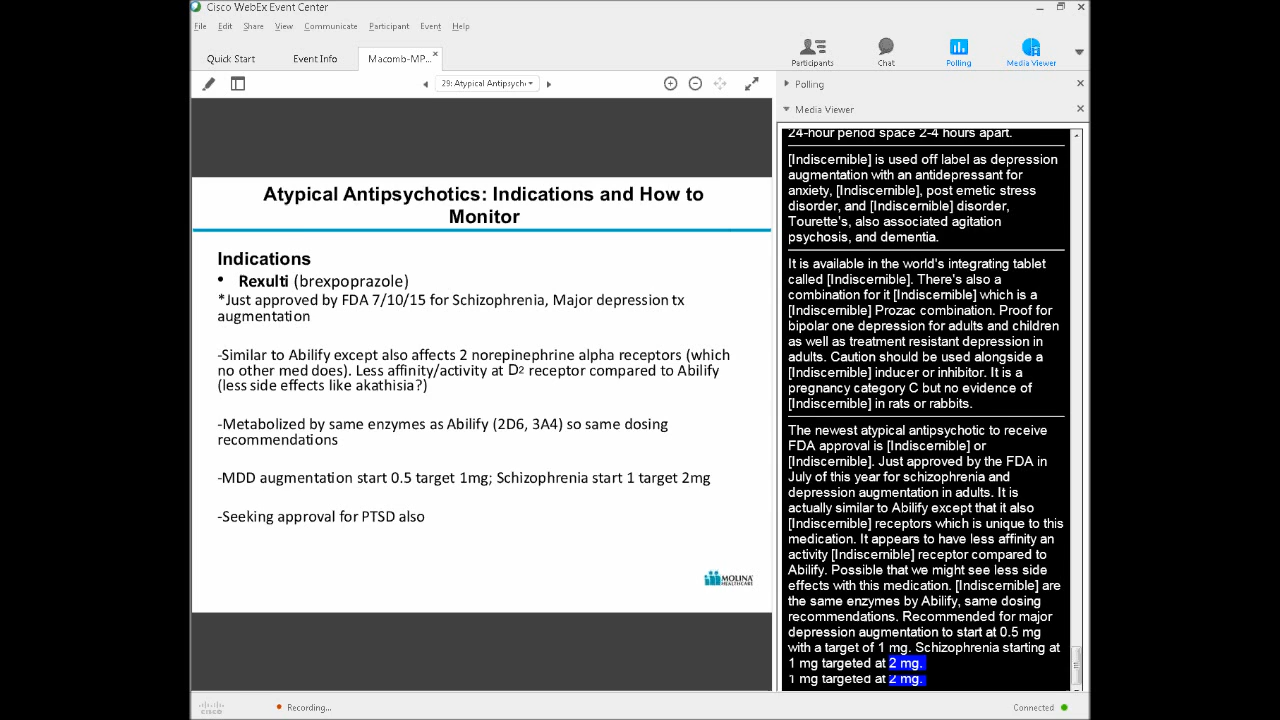 Cisco WebEx Event Center
File Edit Share View Communicate Participant Event Help
Quick Start Event Info Macomb-MP...
Participants Chat Polling Media Viewer
29: Atypical Antipsych
Polling
Media Viewer
Atypical Antipsychotics: Indications and How to
Monitor
Indications
• Rexulti (brexpoprazole)
*Just approved by FDA 7/10/15 for Schizophrenia, Major depression tx
augmentation
-Similar to Abilify except also affects 2 norepinephrine alpha receptors (which
no other med does). Less affinity/activity at D2 receptor compared to Abilify
(less side effects like akathisia?)
-Metabolized by same enzymes as Abilify (2D6, 3A4) so same dosing
recommendations
-MDD augmentation start 0.5 target 1mg; Schizophrenia start 1 target 2mg
-Seeking approval for PTSD also
MOLINA
HEALTHCARE
24-hour period space 2-4 hours apart.
[Indiscernible] is used off label as depression
augmentation with an antidepressant for
anxiety, [Indiscernible], post emetic stress
disorder, and [Indiscernible] disorder,
Tourette's, also associated agitation
psychosis, and dementia.
It is available in the world's integrating tablet
called [Indiscernible]. There's also a
combination for it [Indiscernible] which is a
[Indiscernible] Prozac combination. Proof for
bipolar one depression for adults and children
as well as treatment resistant depression in
adults. Caution should be used alongside a
[Indiscernible] inducer or inhibitor. It is a
pregnancy category C but no evidence of
[Indiscernible] in rats or rabbits.
The newest atypical antipsychotic to receive
FDA approval is [Indiscernible] or
[Indiscernible]. Just approved by the FDA in
July of this year for schizophrenia and
depression augmentation in adults. It is
actually similar to Abilify except that it also
[Indiscernible] receptors which is unique to this
medication. It appears to have less affinity an
activity [Indiscernible] receptor compared to
Abilify. Possible that we might see less side
effects with this medication. [Indiscernible] are
the same enzymes by Abilify, same dosing
recommendations. Recommended for major
depression augmentation to start at 0.5 mg
with a target of 1 mg. Schizophrenia starting at
1 mg targeted at 2 mg.
1 mg targeted at 2 mg.
cisco
Recording...
Connected